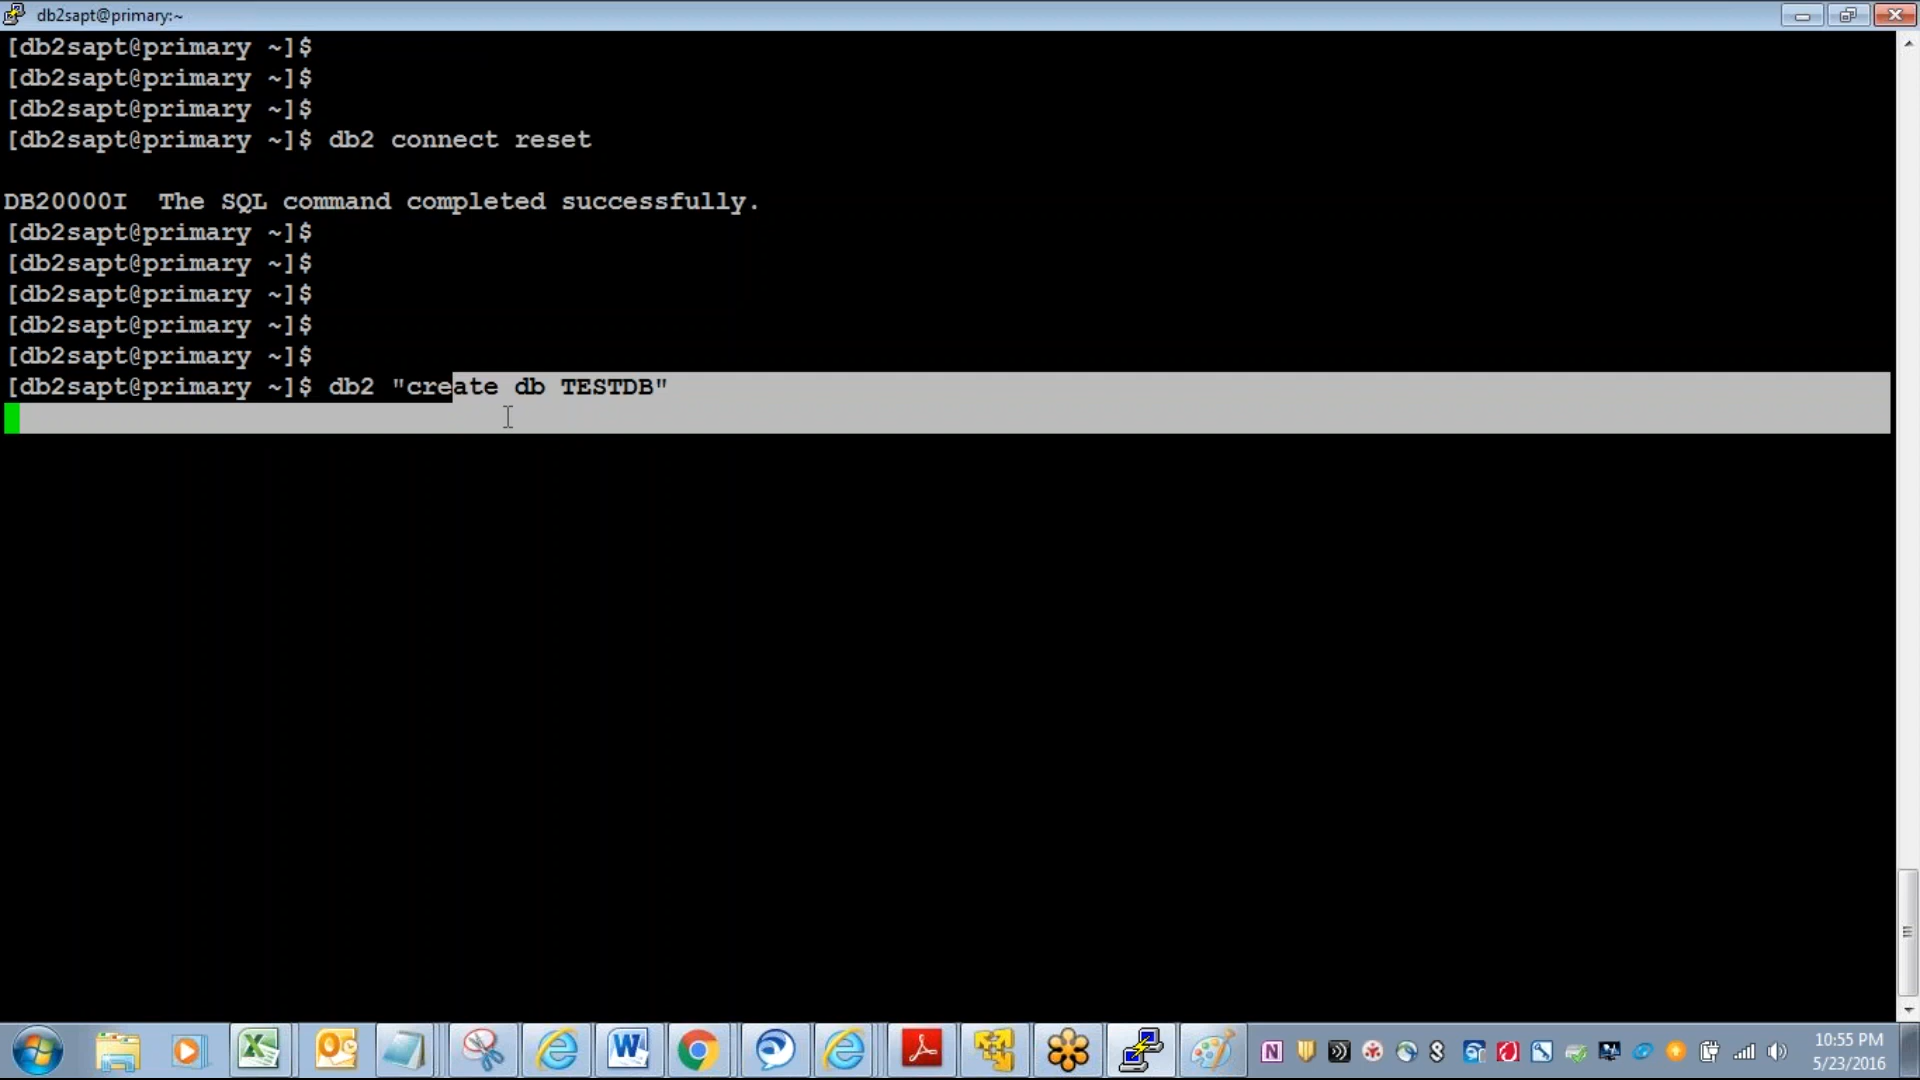 db2sapt@primary:~
[db2sapt@primary ~]$
[db2sapt@primary ~]$
[db2sapt@primary ~]$
[db2sapt@primary ~]$ db2 connect reset
DB20000I  The SQL command completed successfully.
[db2sapt@primary ~]$
[db2sapt@primary ~]$
[db2sapt@primary ~]$
[db2sapt@primary ~]$
[db2sapt@primary ~]$
[db2sapt@primary ~]$ db2 "create db TESTDB"
10:55 PM
5/23/2016